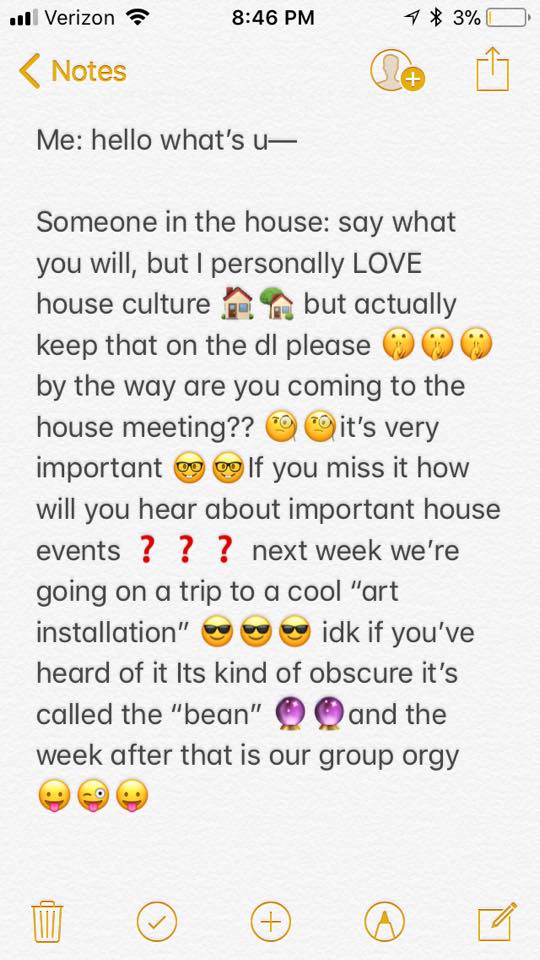 Verizon 8:46 PM 3%
Notes
Me: hello what's u—
Someone in the house: say what
you will, but I personally LOVE
house culture 🏠🏡 but actually
keep that on the dl please 🤫🤫🤫
by the way are you coming to the
house meeting?? 🧐🧐it's very
important 🤓🤓If you miss it how
will you hear about important house
events ❓❓❓ next week we're
going on a trip to a cool “art
installation” 😎😎😎 idk if you've
heard of it Its kind of obscure it's
called the “bean” 🔮🔮and the
week after that is our group orgy
😛😜😛